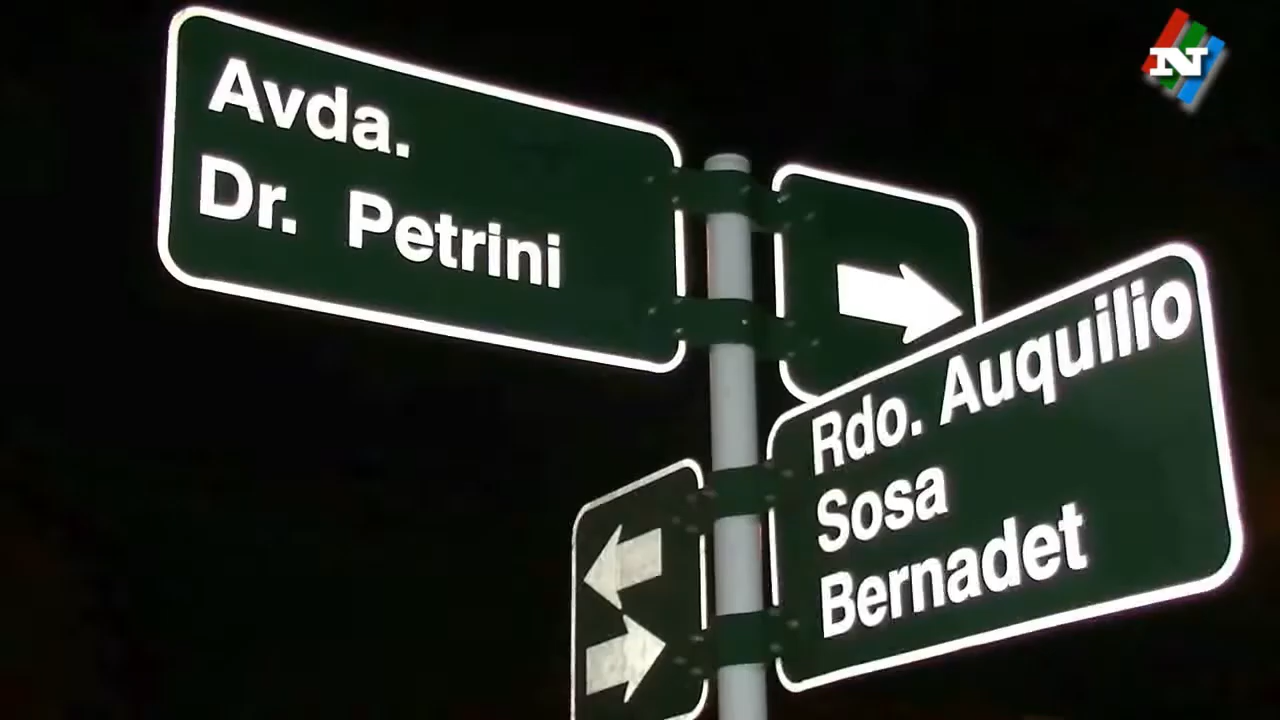 Avda.
Dr. Petrini
Rdo. Auquilio
Sosa
Bernadet
N